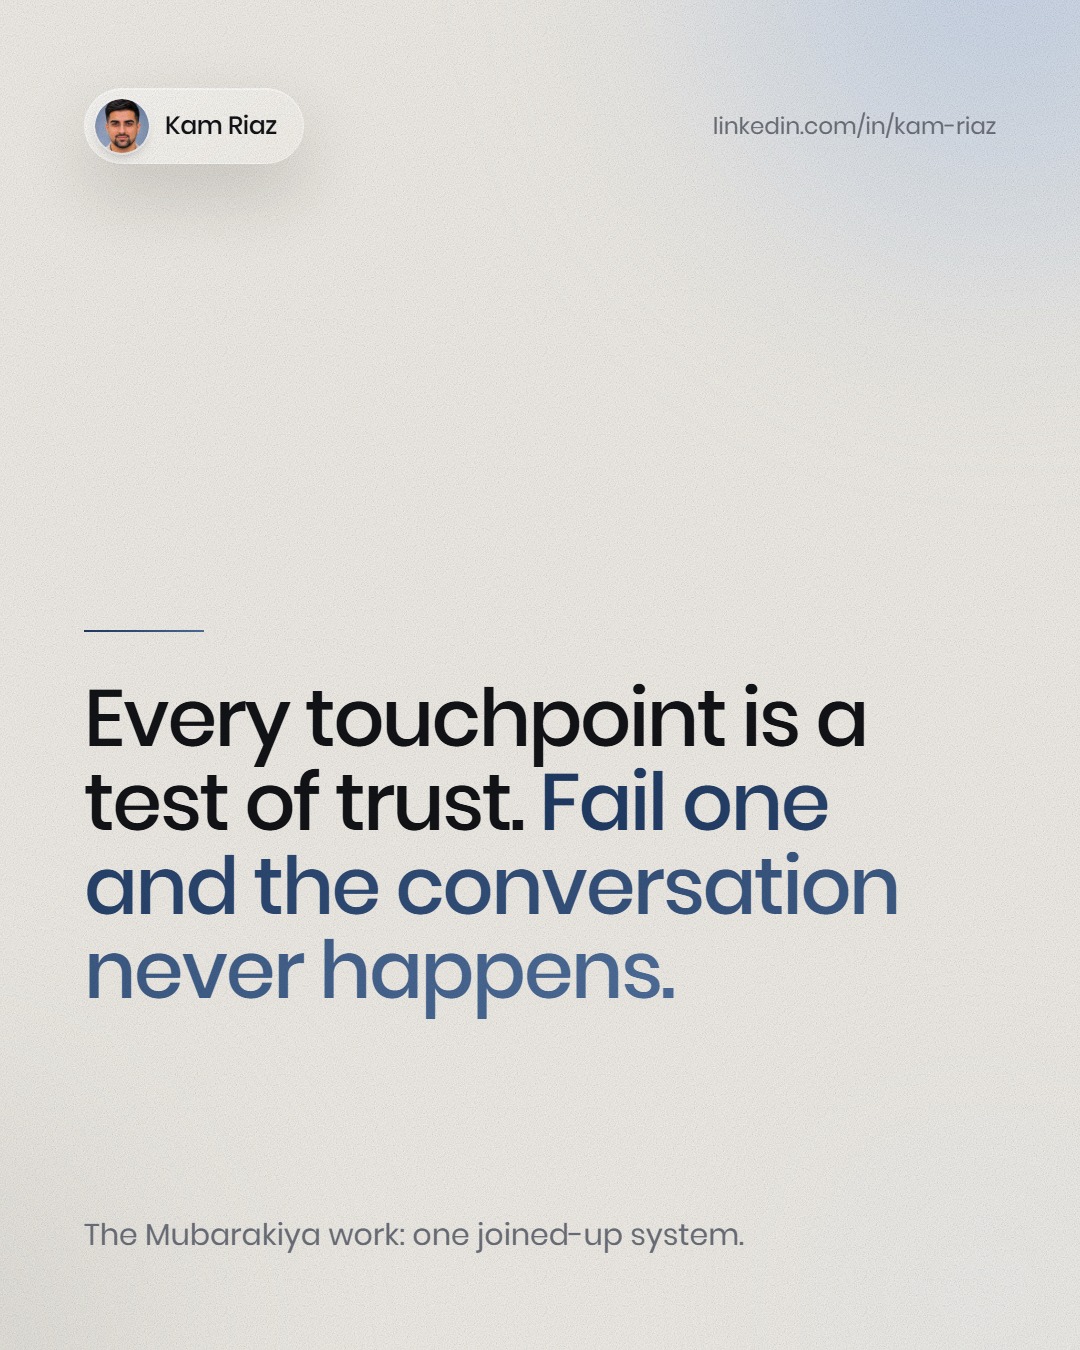 Kam Riaz
linkedin.com/in/kam-riaz
Every touchpoint is a
test of trust. Fail one
and the conversation
never happens.
The Mubarakiya work: one joined-up system.